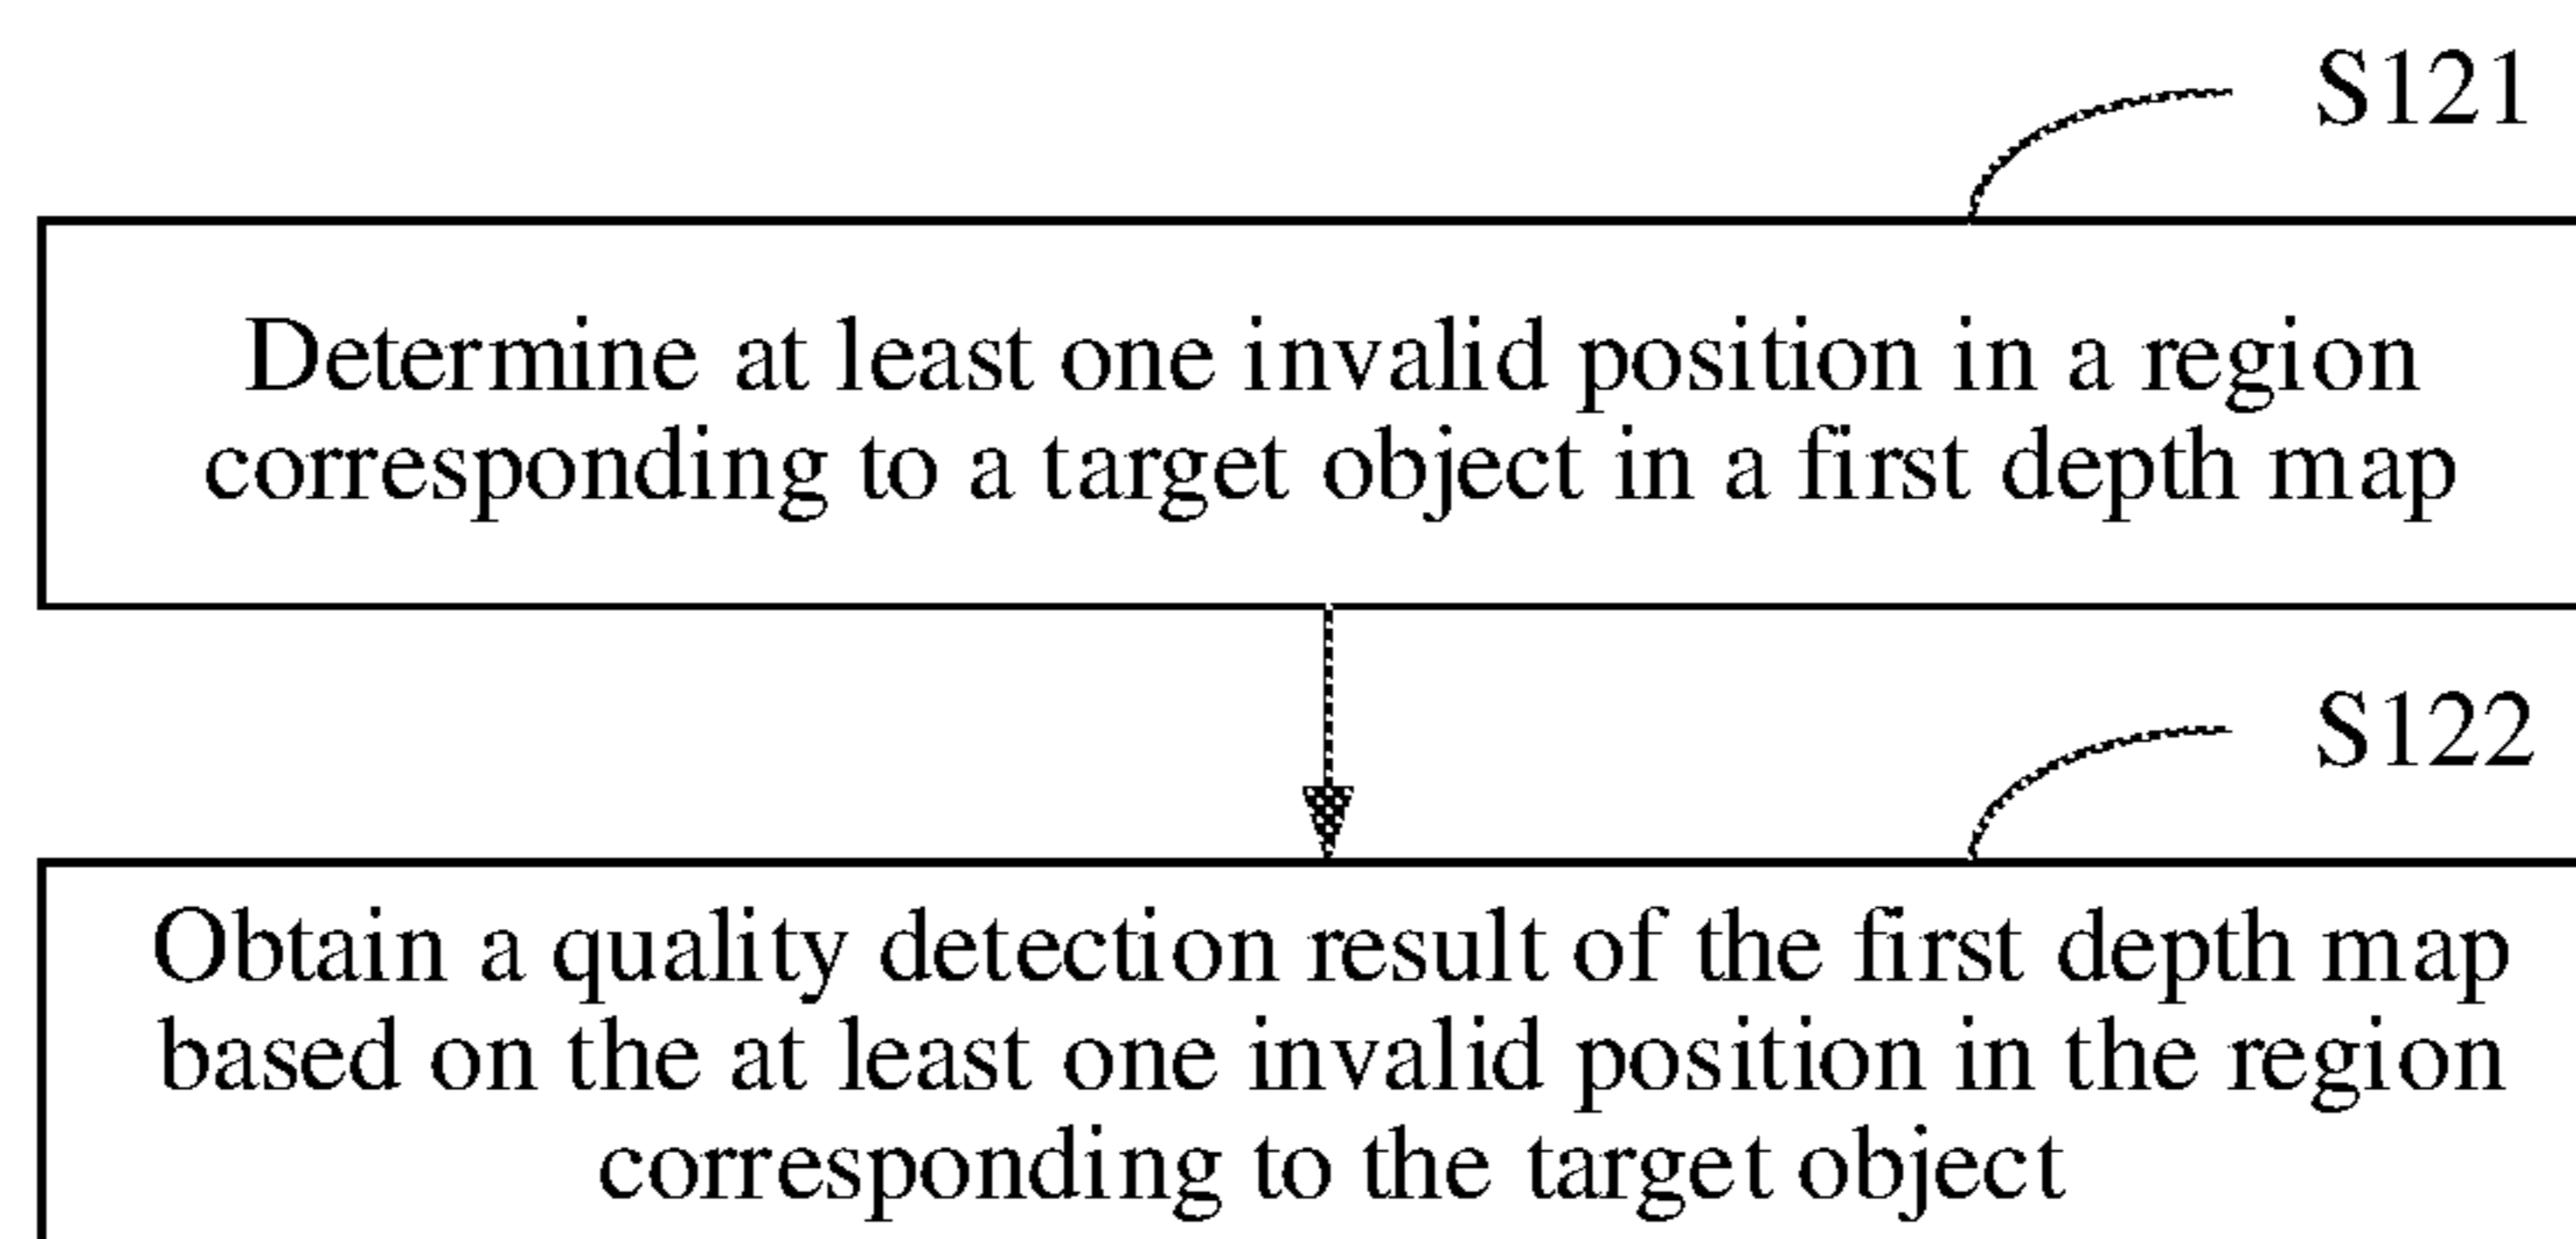 S121
Determine at least one invalid position in a region
corresponding to a target object in a first depth map
S122
Obtain a quality detection result of the first depth map
based on the at least one invalid position in the region
corresponding to the target object